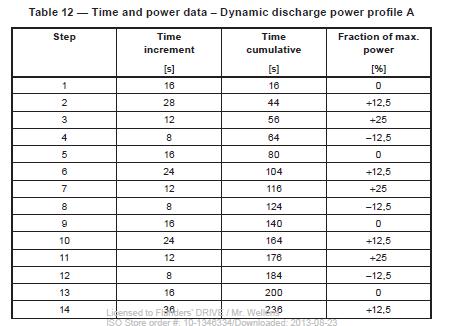 Table 12 — Time and power data – Dynamic discharge power profile A
Step Time increment Time cumulative Fraction of max. power
[s] [s] [%]
1 16 16 0
2 28 44 +12,5
3 12 56 +25
4 8 64 –12,5
5 16 80 0
6 24 104 +12,5
7 12 116 +25
8 8 124 –12,5
9 16 140 0
10 24 164 +12,5
11 12 176 +25
12 8 184 –12,5
13 16 200 0
14 36 236 +12,5
Licensed to Flanders' DRIVE / Mr. Wellens
ISO Store order #: 10-1346334/Downloaded: 2013-08-23